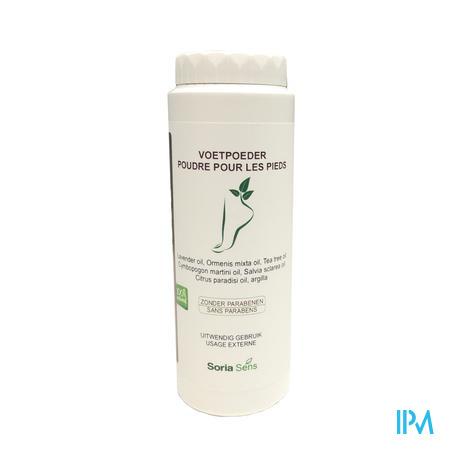 VOETPOEDER
POUDRE POUR LES PIEDS
Lavender oil, Ormenis mixta oil, Tea tree oil
Cymbopogon martini oil, Salvia sclarea oil
Citrus paradisi oil, argilla
100%
ZONDER PARABENEN
SANS PARABENS
UITWENDIG GEBRUIK
USAGE EXTERNE
Soria Sens
IPM